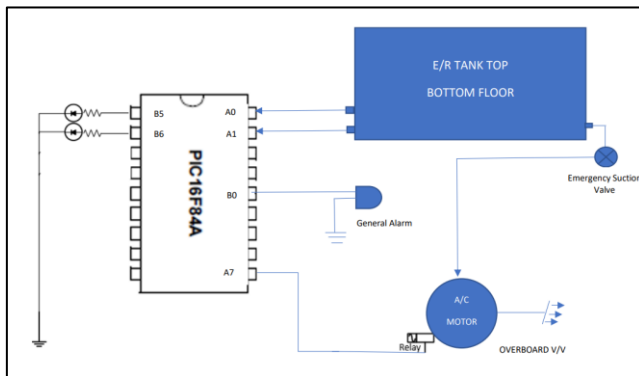 E/R TANK TOP
BOTTOM FLOOR
B5
A0
B6
A1
PIC16F84A
B0
A7
General Alarm
Emergency Suction
Valve
A/C
MOTOR
Relay
OVERBOARD V/V